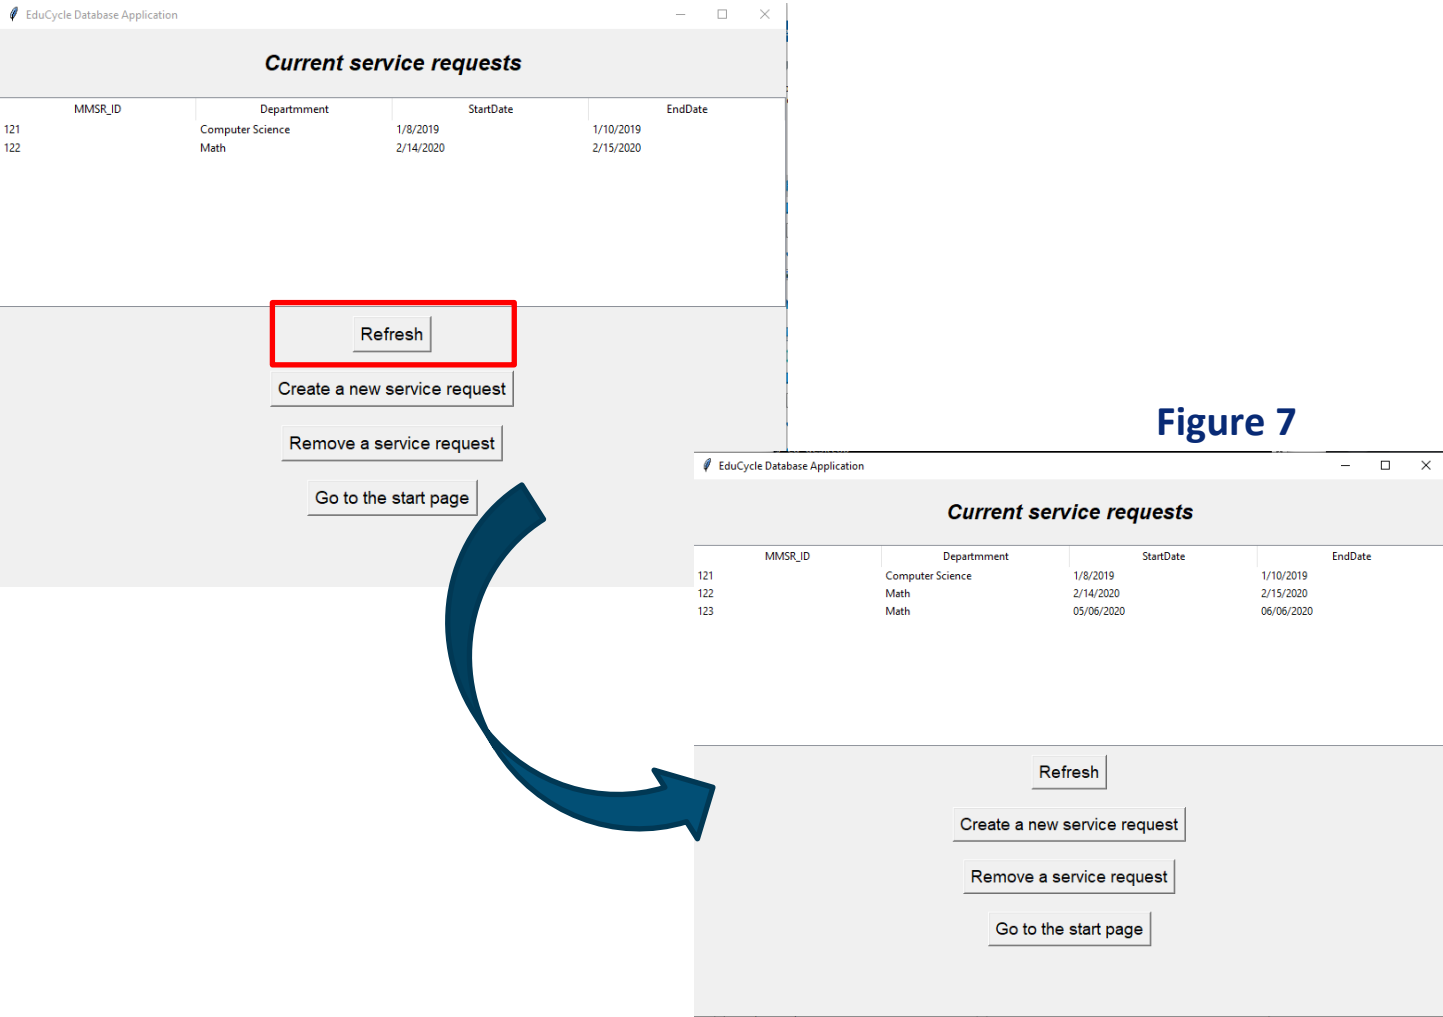 EduCycle Database Application
Current service requests
MMSR_ID Departmment StartDate EndDate
121 Computer Science 1/8/2019 1/10/2019
122 Math 2/14/2020 2/15/2020
Refresh
Create a new service request
Remove a service request
Go to the start page
Figure 7
EduCycle Database Application
Current service requests
MMSR_ID Departmment StartDate EndDate
121 Computer Science 1/8/2019 1/10/2019
122 Math 2/14/2020 2/15/2020
123 Math 05/06/2020 06/06/2020
Refresh
Create a new service request
Remove a service request
Go to the start page